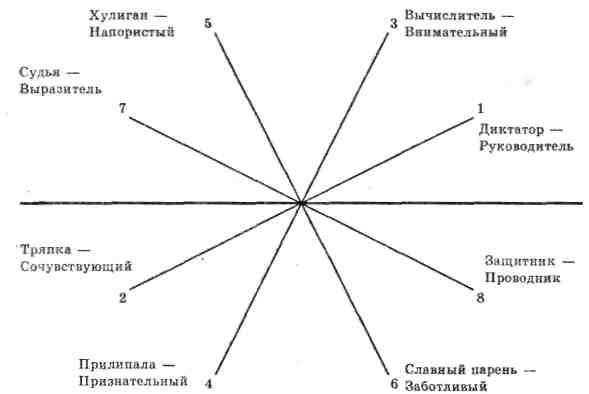 Хулиган —
Напористый
5
3
Вычислитель —
Внимательный
Судья —
Выразитель
7
1
Диктатор —
Руководитель
Тряпка —
Сочувствующий
2
Защитник —
Проводник
8
Прилипала —
Признательный
4
6
Славный парень —
Заботливый